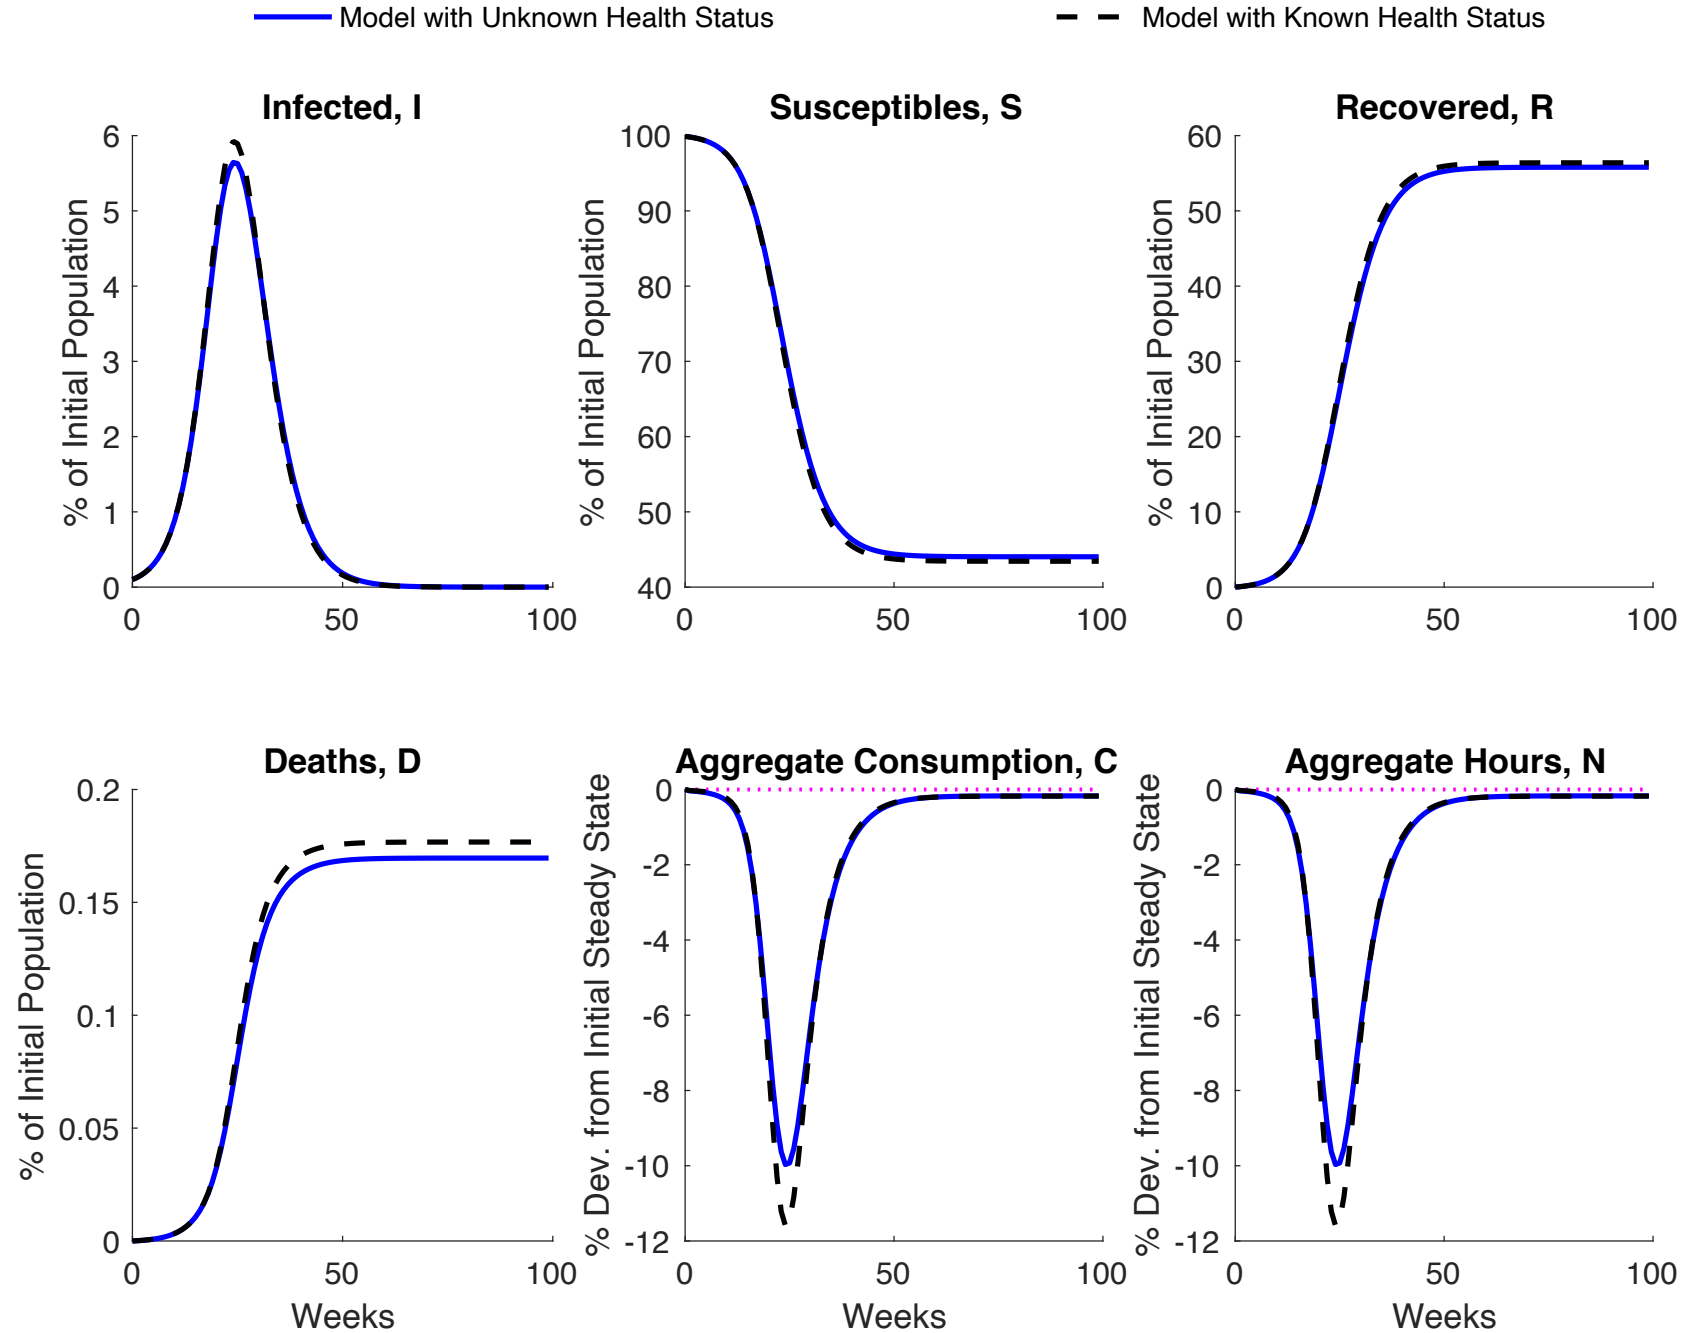 Model with Unknown Health Status
Model with Known Health Status
Infected, I
% of Initial Population
6
5
4
3
2
1
0
0 50 100
Susceptibles, S
% of Initial Population
100
90
80
70
60
50
40
0 50 100
Recovered, R
% of Initial Population
60
50
40
30
20
10
0
0 50 100
Deaths, D
% of Initial Population
0.2
0.15
0.1
0.05
0
0 50 100
Weeks
Aggregate Consumption, C
% Dev. from Initial Steady State
0
-2
-4
-6
-8
-10
-12
0 50 100
Weeks
Aggregate Hours, N
% Dev. from Initial Steady State
0
-2
-4
-6
-8
-10
-12
0 50 100
Weeks